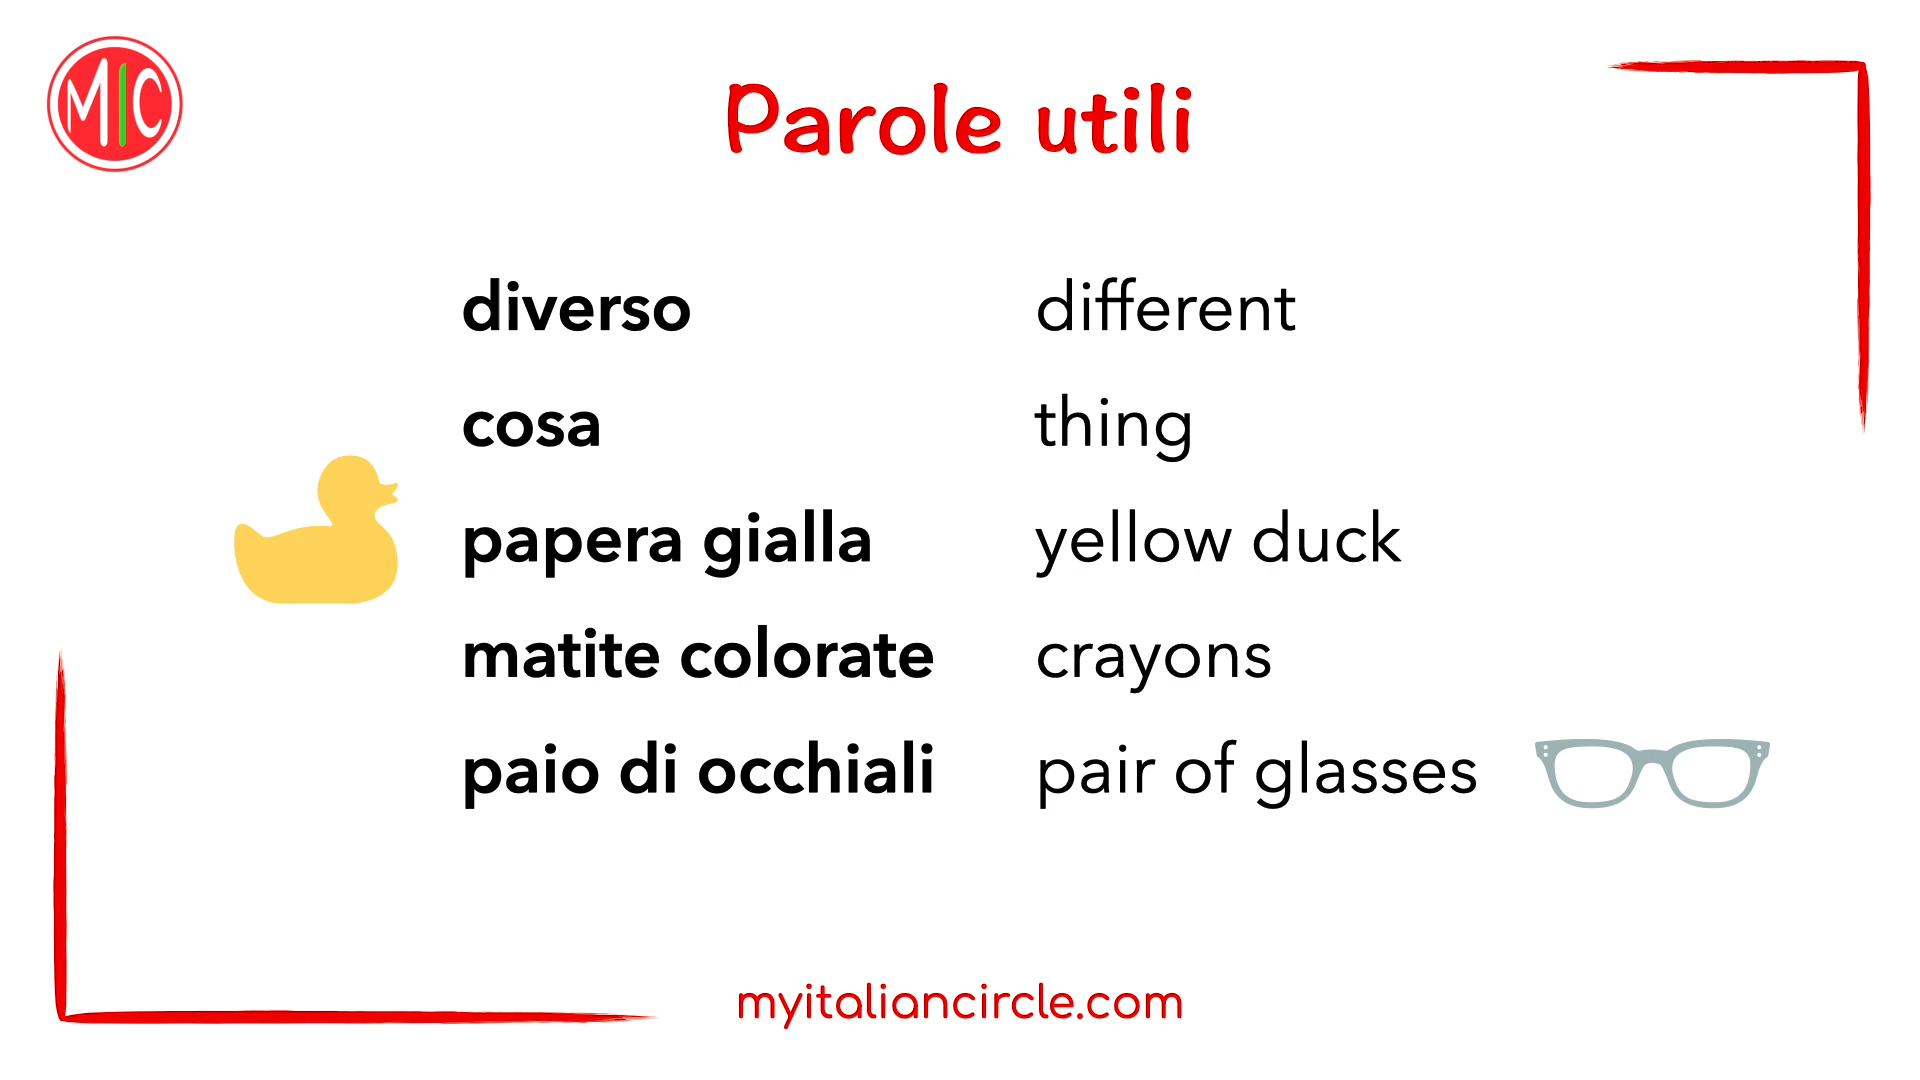 MIC
Parole utili
diverso different
cosa thing
papera gialla yellow duck
matite colorate crayons
paio di occhiali pair of glasses
myitaliancircle.com